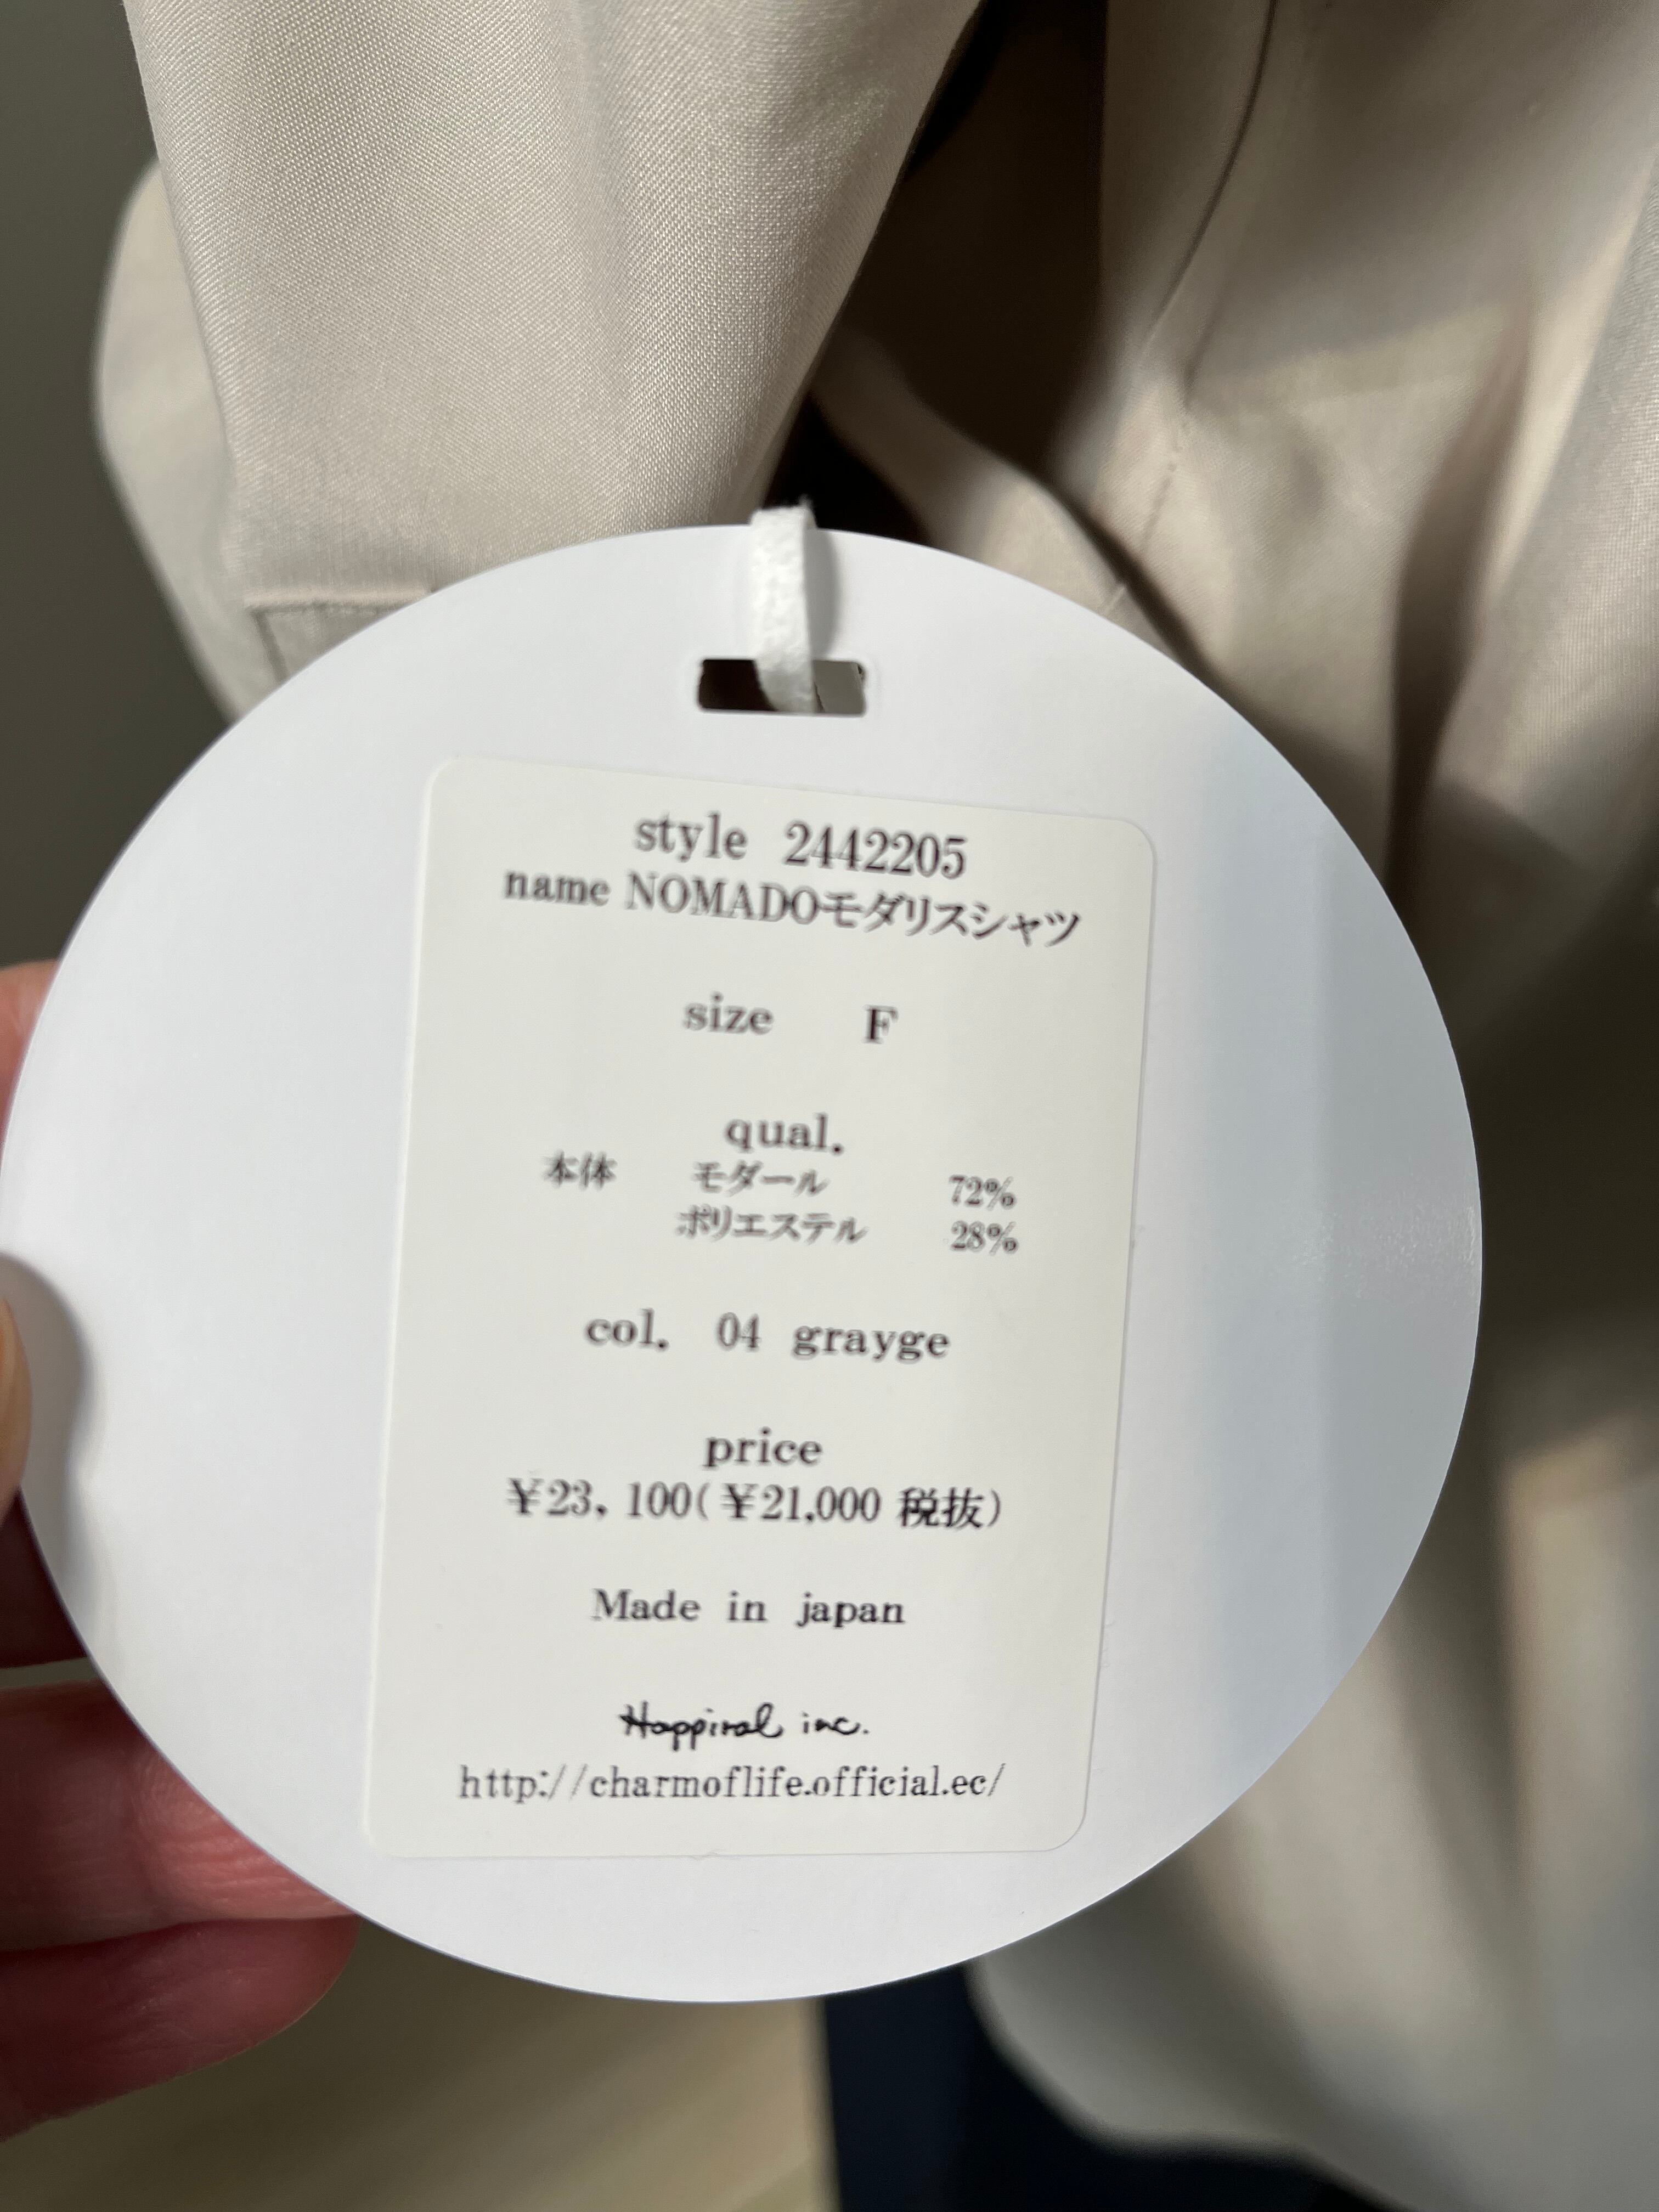 style 2442205
name NOMADOモダリスシャツ
size F
qual.
本体 モダール 72%
ポリエステル 28%
col. 04 grayge
price
¥23,100(¥21,000 税抜)
Made in japan
Happiral inc.
http://charmoflife.official.ec/